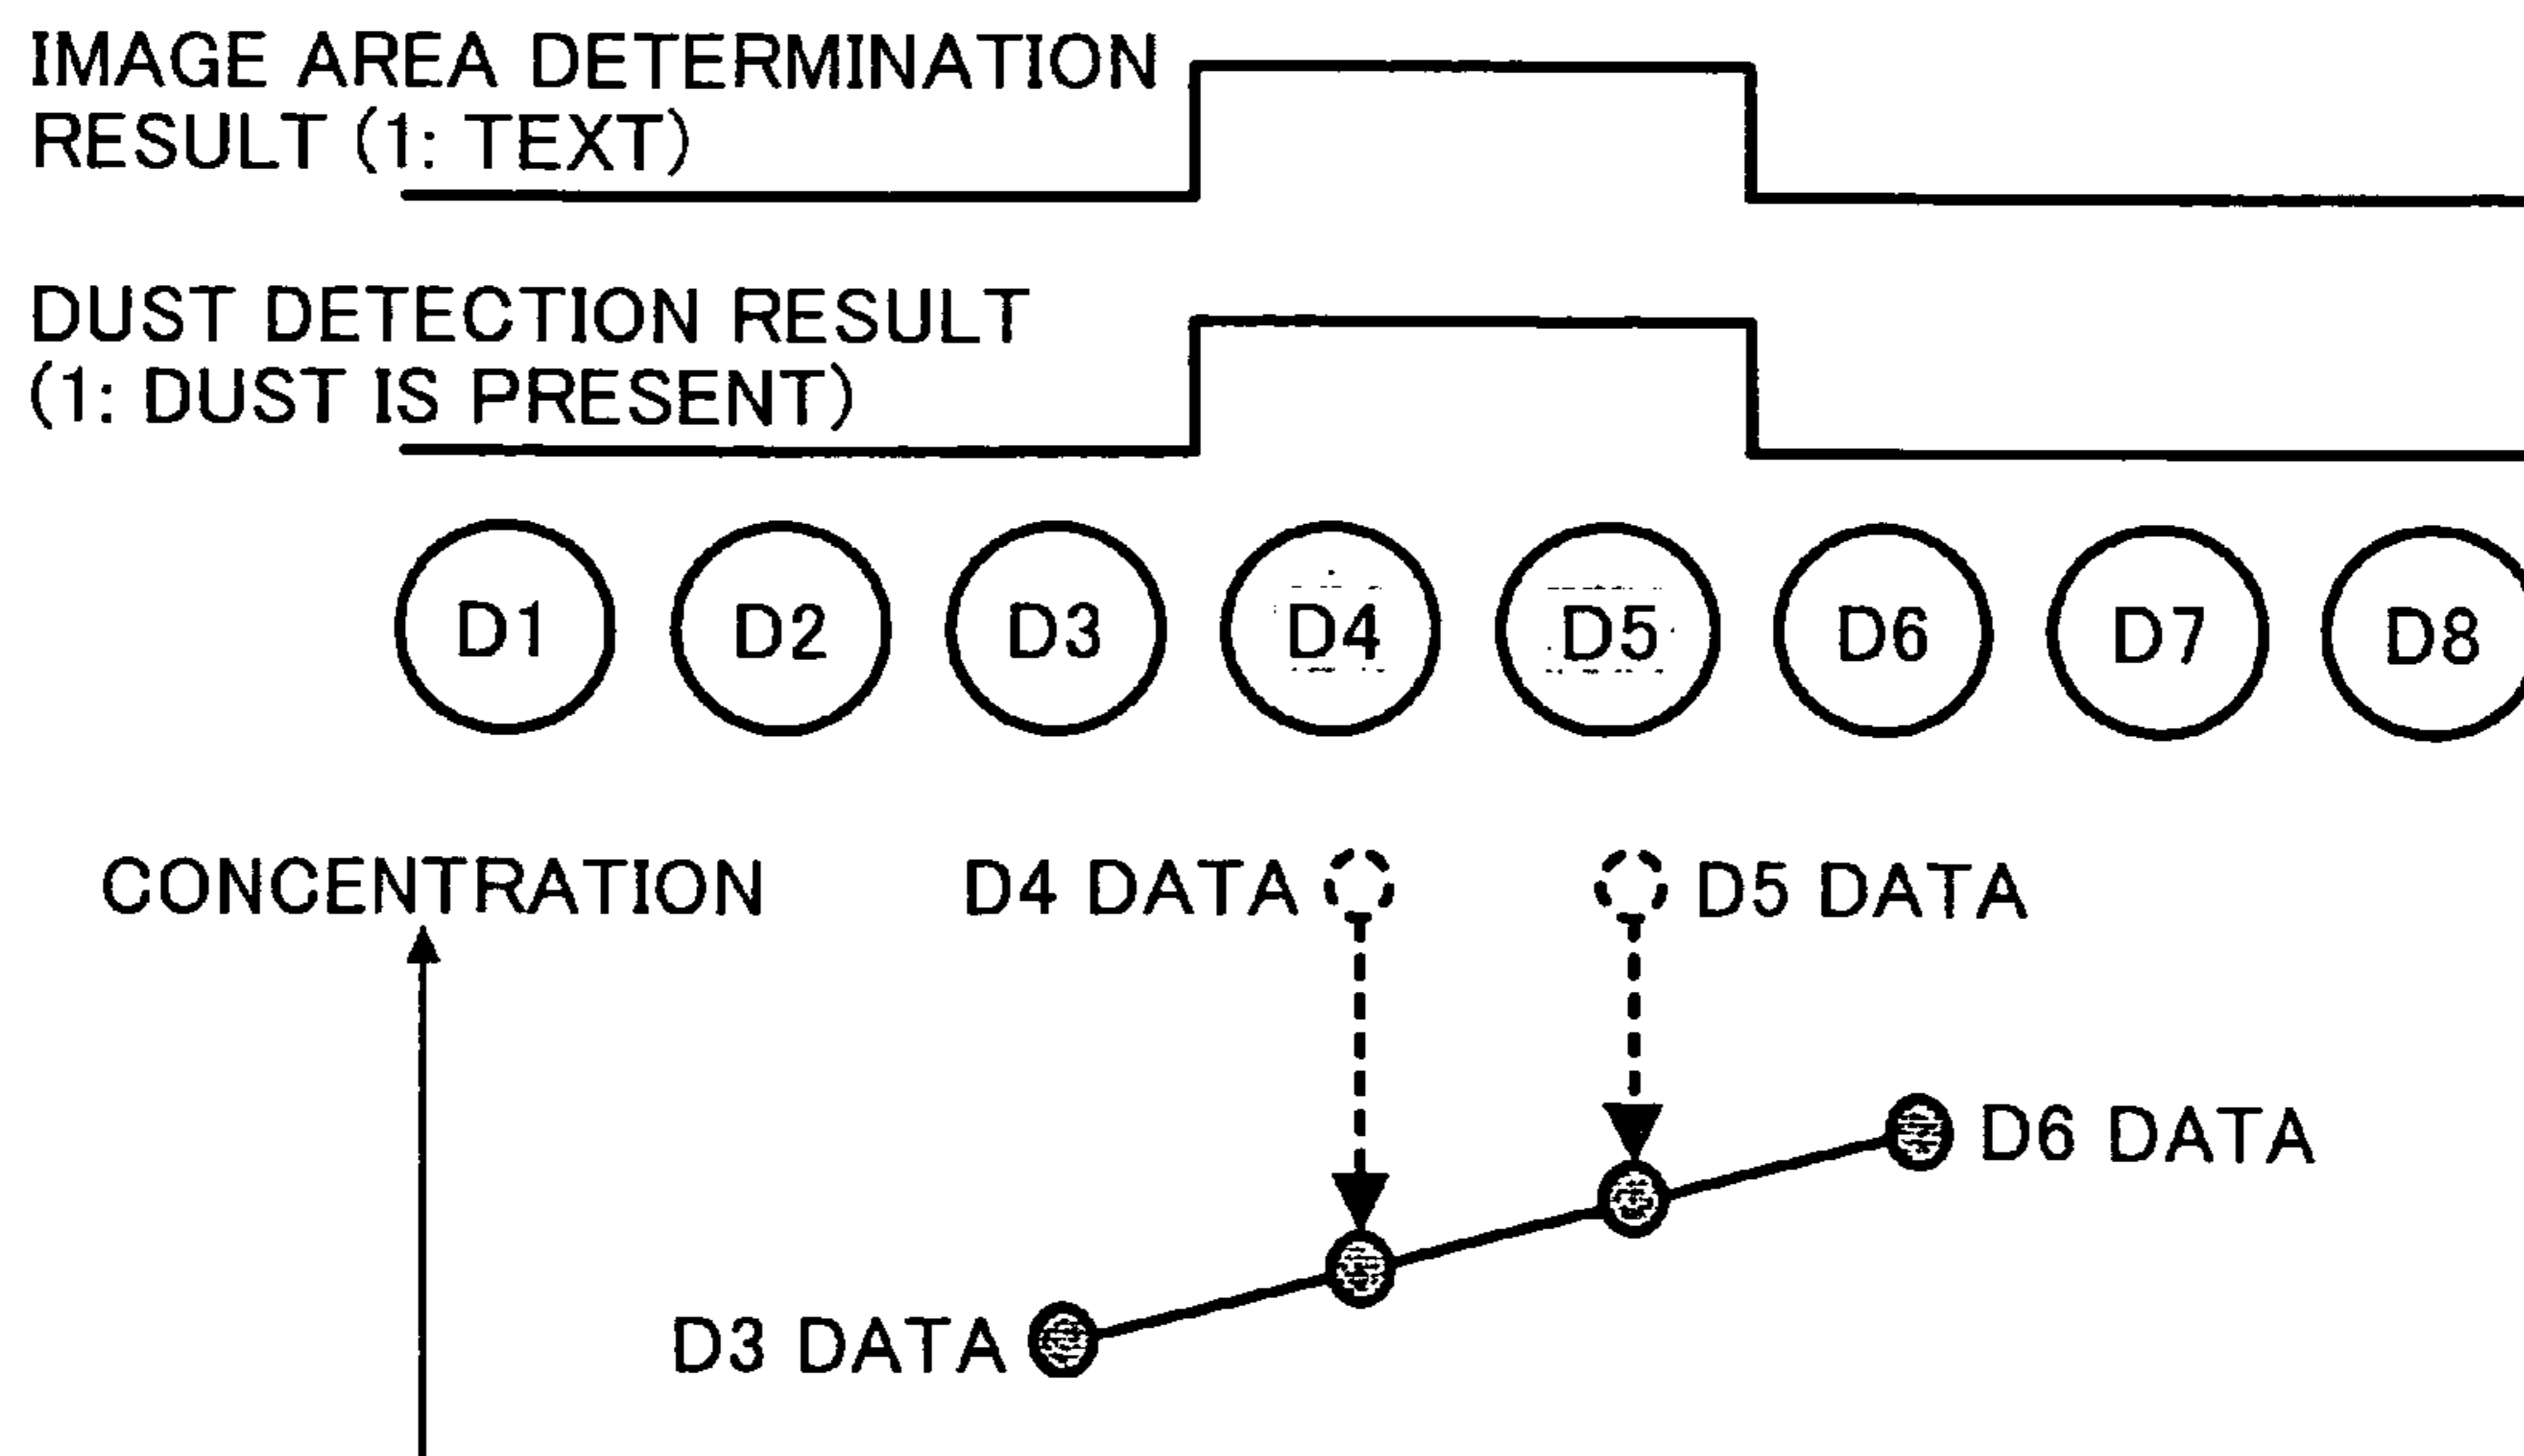 IMAGE AREA DETERMINATION
RESULT (1: TEXT)
DUST DETECTION RESULT
(1: DUST IS PRESENT)
D1 D2 D3 D4 D5 D6 D7 D8
CONCENTRATION
D4 DATA
D5 DATA
D6 DATA
D3 DATA